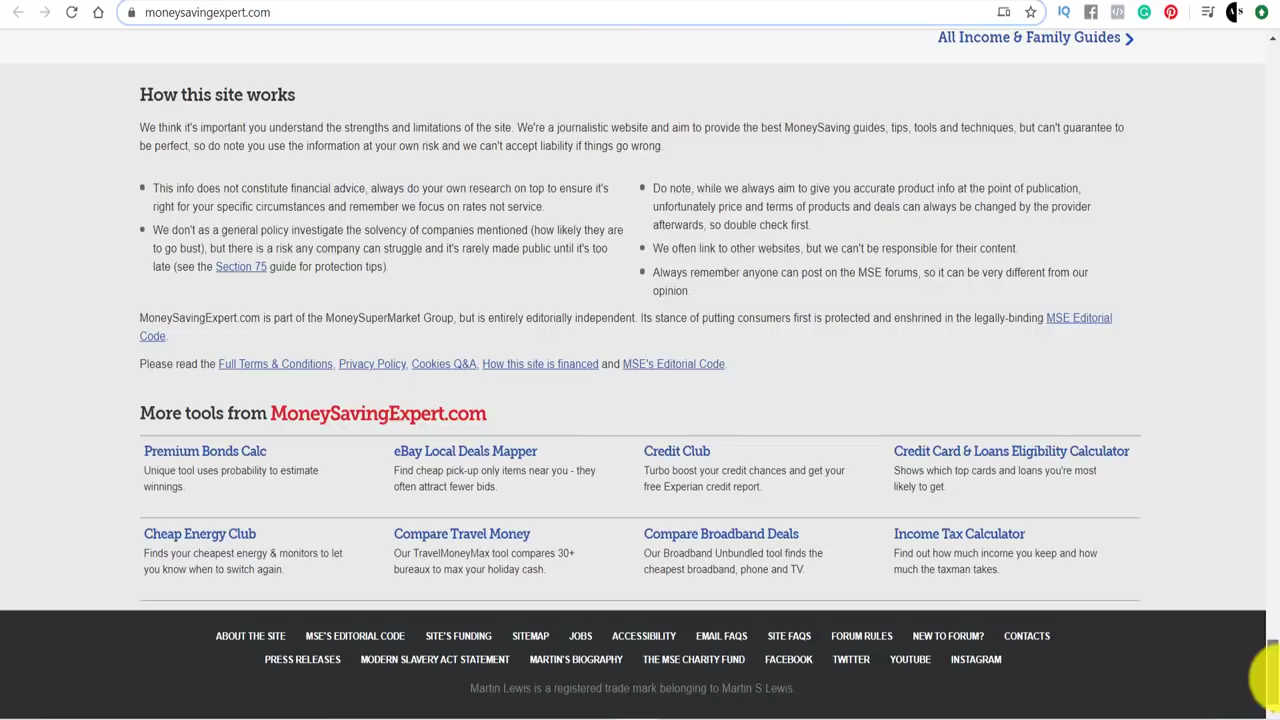 moneysavingexpert.com
All Income & Family Guides
How this site works
We think it's important you understand the strengths and limitations of the site. We're a journalistic website and aim to provide the best MoneySaving guides, tips, tools and techniques, but can't guarantee to
be perfect, so do note you use the information at your own risk and we can't accept liability if things go wrong.
This info does not constitute financial advice, always do your own research on top to ensure it's
right for your specific circumstances and remember we focus on rates not service.
We don't as a general policy investigate the solvency of companies mentioned (how likely they are
to go bust), but there is a risk any company can struggle and it's rarely made public until it's too
late (see the Section 75 guide for protection tips).
Do note, while we always aim to give you accurate product info at the point of publication,
unfortunately price and terms of products and deals can always be changed by the provider
afterwards, so double check first.
We often link to other websites, but we can't be responsible for their content.
Always remember anyone can post on the MSE forums, so it can be very different from our
opinion.
MoneySavingExpert.com is part of the MoneySuperMarket Group, but is entirely editorially independent. Its stance of putting consumers first is protected and enshrined in the legally-binding MSE Editorial
Code.
Please read the Full Terms & Conditions, Privacy Policy, Cookies Q&A, How this site is financed and MSE's Editorial Code.
More tools from MoneySavingExpert.com
Premium Bonds Calc
Unique tool uses probability to estimate
winnings.
eBay Local Deals Mapper
Find cheap pick-up only items near you - they
often attract fewer bids.
Credit Club
Turbo boost your credit chances and get your
free Experian credit report.
Credit Card & Loans Eligibility Calculator
Shows which top cards and loans you're most
likely to get.
Cheap Energy Club
Finds your cheapest energy & monitors to let
you know when to switch again.
Compare Travel Money
Our TravelMoneyMax tool compares 30+
bureaux to max your holiday cash.
Compare Broadband Deals
Our Broadband Unbundled tool finds the
cheapest broadband, phone and TV.
Income Tax Calculator
Find out how much income you keep and how
much the taxman takes.
ABOUT THE SITE MSE'S EDITORIAL CODE SITE'S FUNDING SITEMAP JOBS ACCESSIBILITY EMAIL FAQS SITE FAQS FORUM RULES NEW TO FORUM? CONTACTS
PRESS RELEASES MODERN SLAVERY ACT STATEMENT MARTIN'S BIOGRAPHY THE MSE CHARITY FUND FACEBOOK TWITTER YOUTUBE INSTAGRAM
Martin Lewis is a registered trade mark belonging to Martin S Lewis.